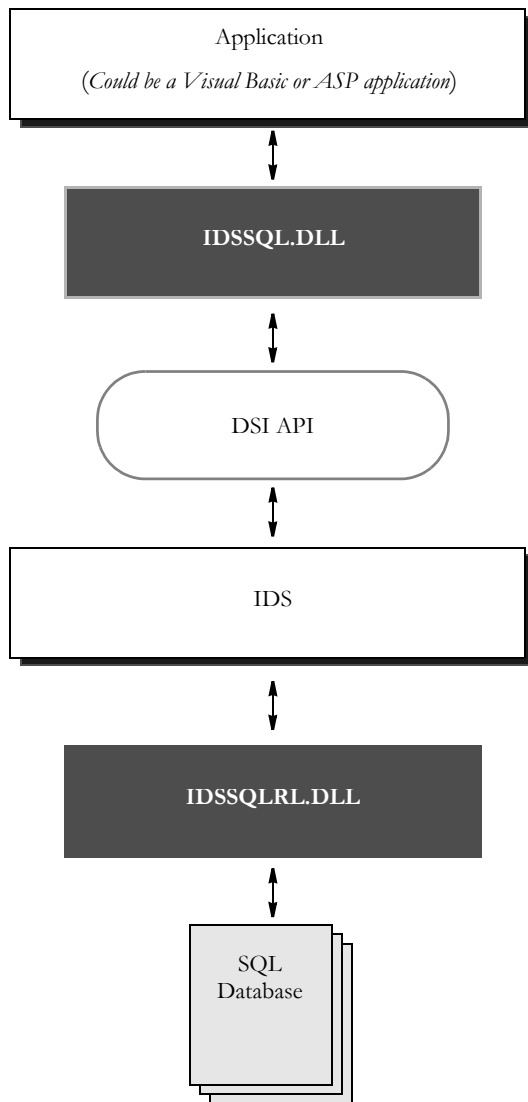 Application
(Could be a Visual Basic or ASP application)
IDSSQL.DLL
DSI API
IDS
IDSSQLRL.DLL
SQL
Database